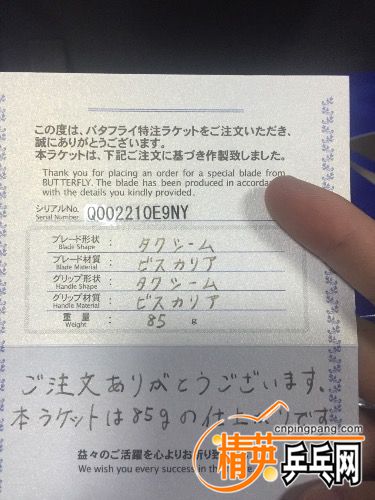 この度は、バタフライ特注ラケットをご注文いただき、
誠にありがとうございます。
本ラケットは、下記ご注文に基づき作製致しました。
Thank you for placing an order for a special blade from
BUTTERFLY. The blade has been produced in accordance
with the details you kindly provided.
シリアルNo.
Serial Number
Q002210E9NY
ブレード形状 タクシーム
Blade Shape
ブレード材質 ビスカリア
Blade Material
グリップ形状 タクシーム
Handle Shape
グリップ材質 ビスカリア
Handle Material
重量 85 g
Weight
ご注文ありがとうございます。
本ラケットは85gの仕上がりです
益々のご活躍を心よりお祈り致
We wish you every success in the
cnpingpang.com
精英乒乓网